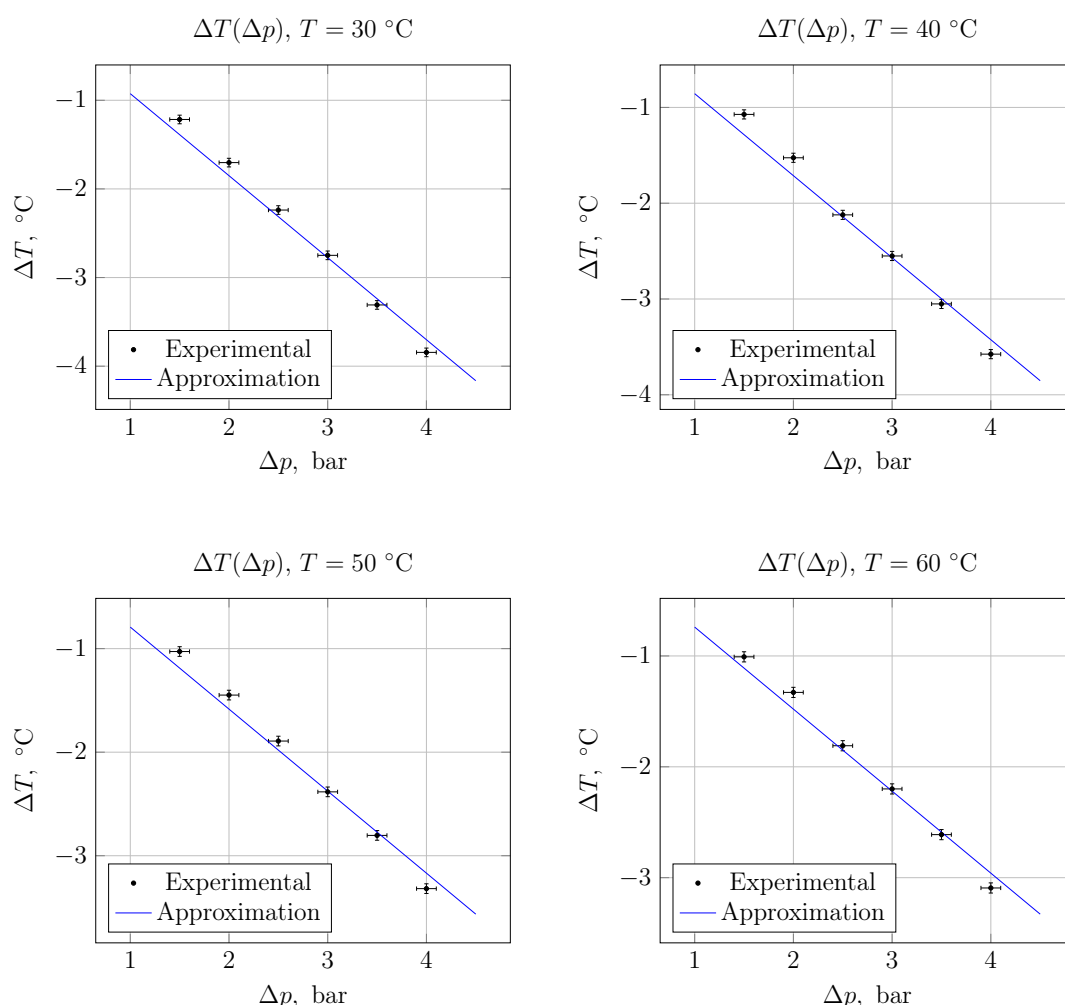 ΔT(Δp), T = 30 °C
−1
−2
−3
−4
ΔT, °C
Experimental
Approximation
1 2 3 4
Δp, bar
ΔT(Δp), T = 40 °C
−1
−2
−3
−4
ΔT, °C
Experimental
Approximation
1 2 3 4
Δp, bar
ΔT(Δp), T = 50 °C
−1
−2
−3
ΔT, °C
Experimental
Approximation
1 2 3 4
Δp, bar
ΔT(Δp), T = 60 °C
−1
−2
−3
ΔT, °C
Experimental
Approximation
1 2 3 4
Δp, bar